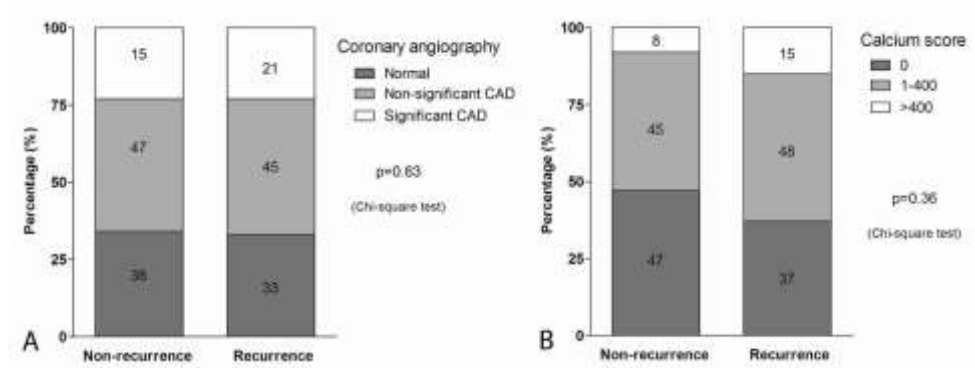 100
75
50
25
0
Percentage (%)
15
47
38
21
45
33
Non-recurrence
Recurrence
Coronary angiography
Normal
Non-significant CAD
Significant CAD
p=0.63
(Chi-square test)
A
100
75
50
25
0
Percentage (%)
8
45
47
15
48
37
Non-recurrence
Recurrence
Calcium score
0
1-400
>400
p=0.36
(Chi-square test)
B